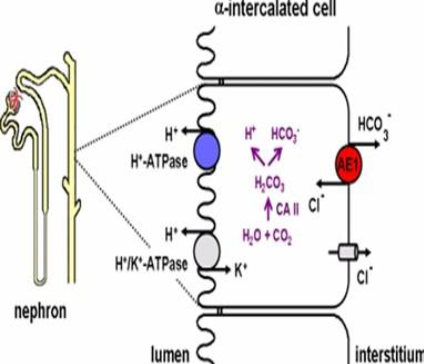 α-intercalated cell
H⁺
H⁺-ATPase
H⁺ HCO₃⁻
H₂CO₃
CA II
H₂O + CO₂
HCO₃⁻
AE1
Cl⁻
H⁺
H⁺/K⁺-ATPase
K⁺
Cl⁻
nephron
lumen
interstitium